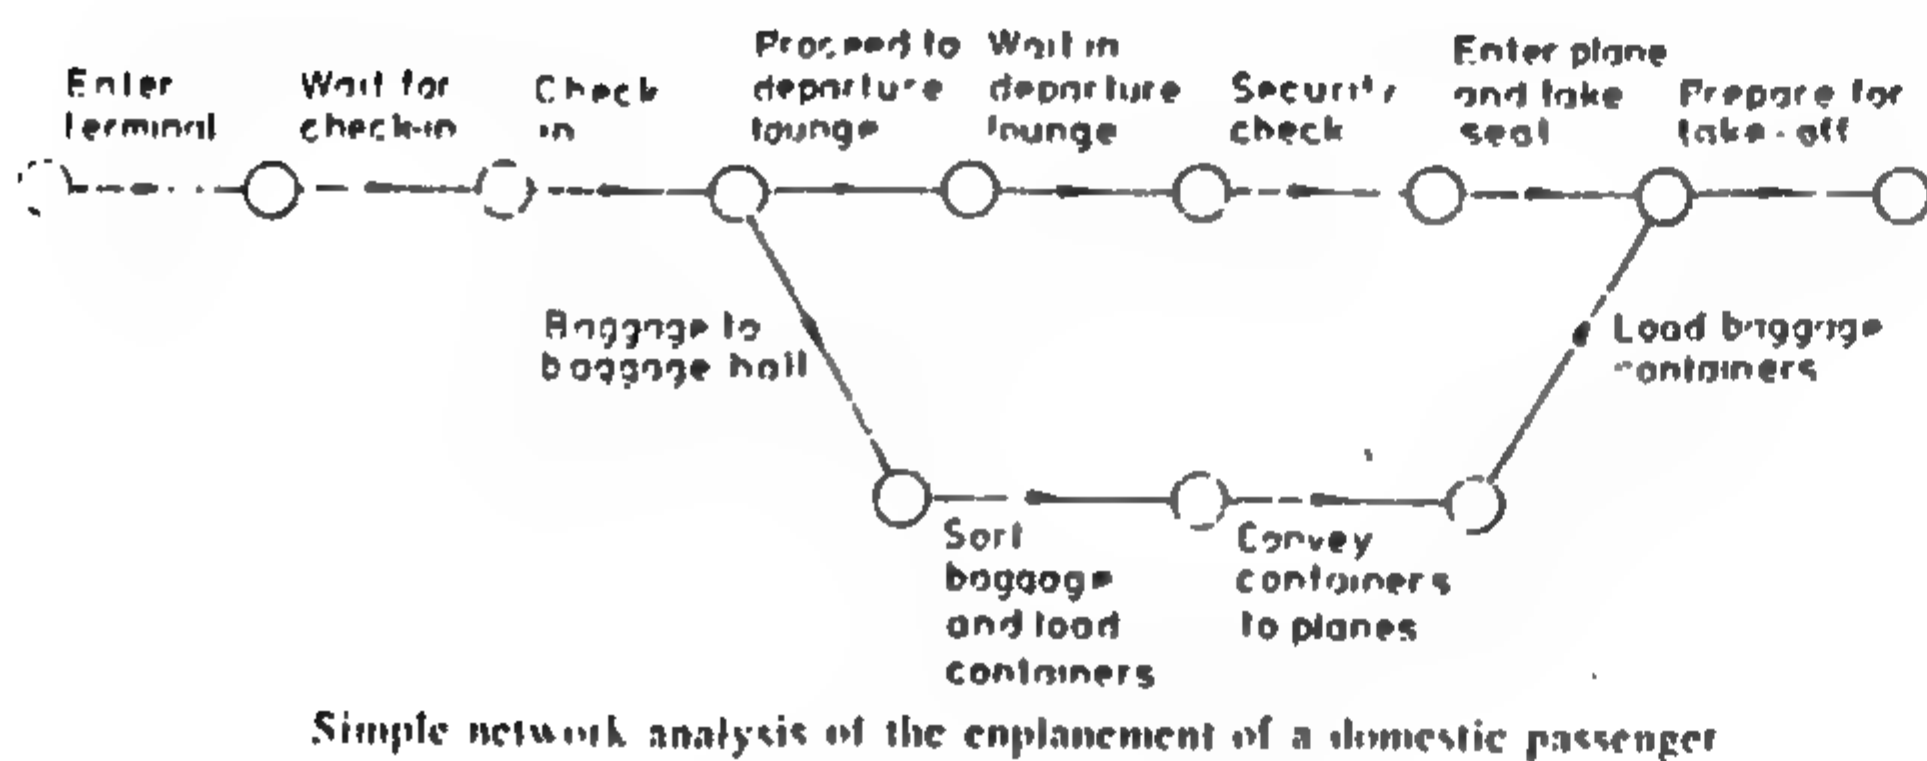 Enter
terminal
Wait for
check-in
Check
in
Proceed to
departure
lounge
Wait in
departure
lounge
Security
check
Enter plane
and take
seat
Prepare for
take-off
Baggage to
baggage hall
Load baggage
containers
Sort
baggage
and load
containers
Convey
containers
to planes
Simple network analysis of the enplanement of a domestic passenger